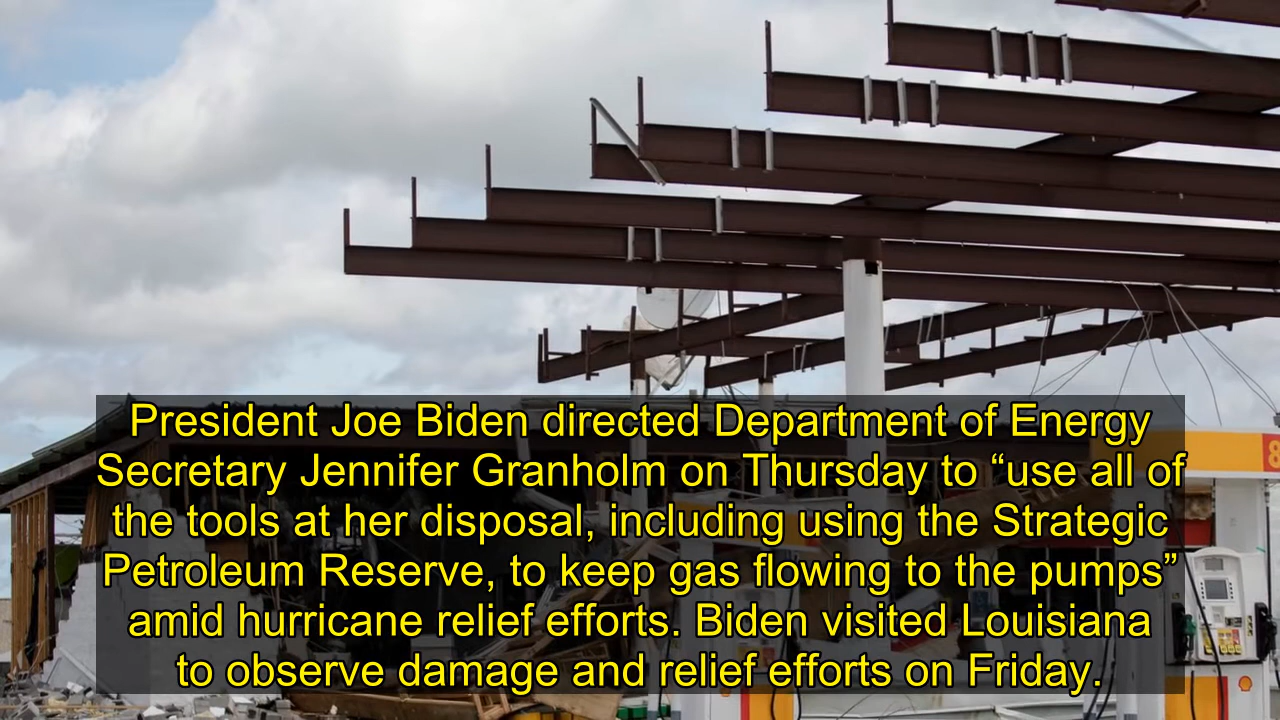 President Joe Biden directed Department of Energy
Secretary Jennifer Granholm on Thursday to “use all of
the tools at her disposal, including using the Strategic
Petroleum Reserve, to keep gas flowing to the pumps”
amid hurricane relief efforts. Biden visited Louisiana
to observe damage and relief efforts on Friday.